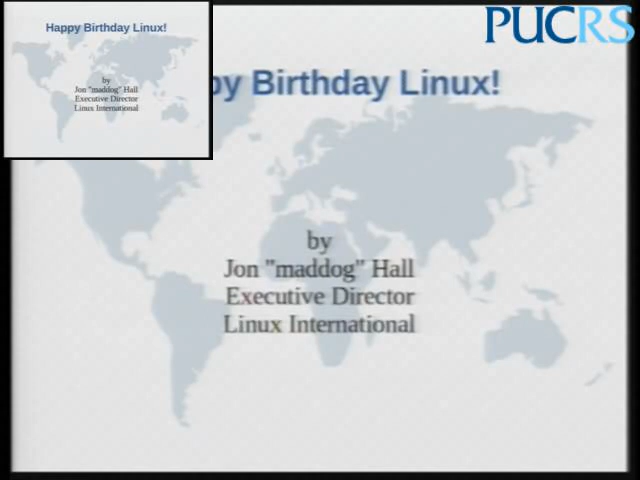 Happy Birthday Linux!
by
Jon "maddog" Hall
Executive Director
Linux International
PUCRS
py Birthday Linux!
by
Jon "maddog" Hall
Executive Director
Linux International